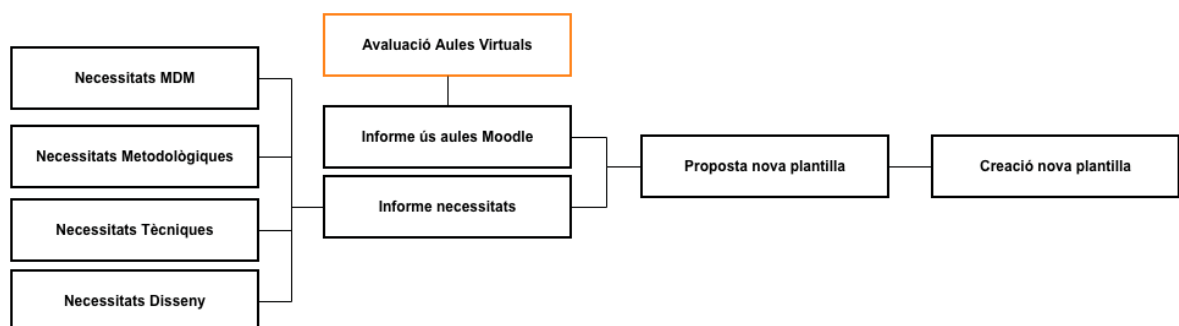 Avaluació Aules Virtuals
Necessitats MDM
Necessitats Metodològiques
Necessitats Tècniques
Necessitats Disseny
Informe ús aules Moodle
Informe necessitats
Proposta nova plantilla
Creació nova plantilla